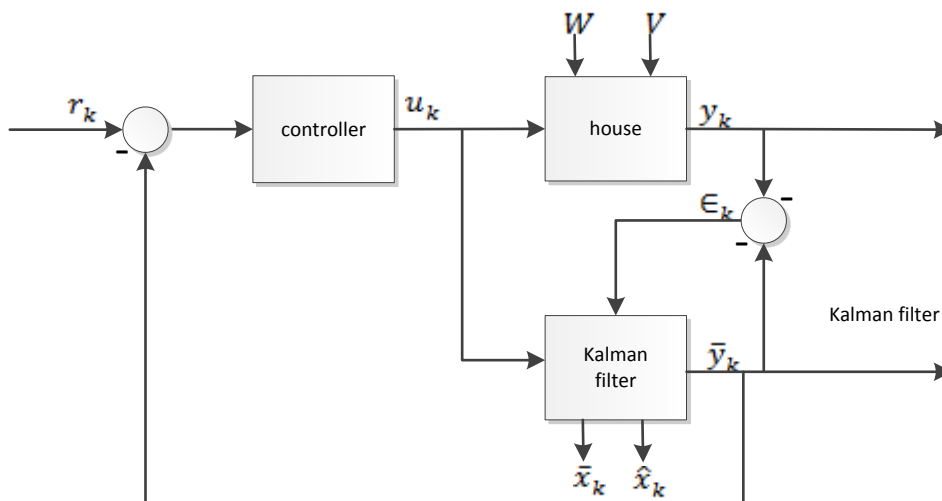 W V
r_k
-
controller
u_k
house
y_k
-
∈_k
-
Kalman filter
Kalman
filter
ȳ_k
x̄_k x̂_k